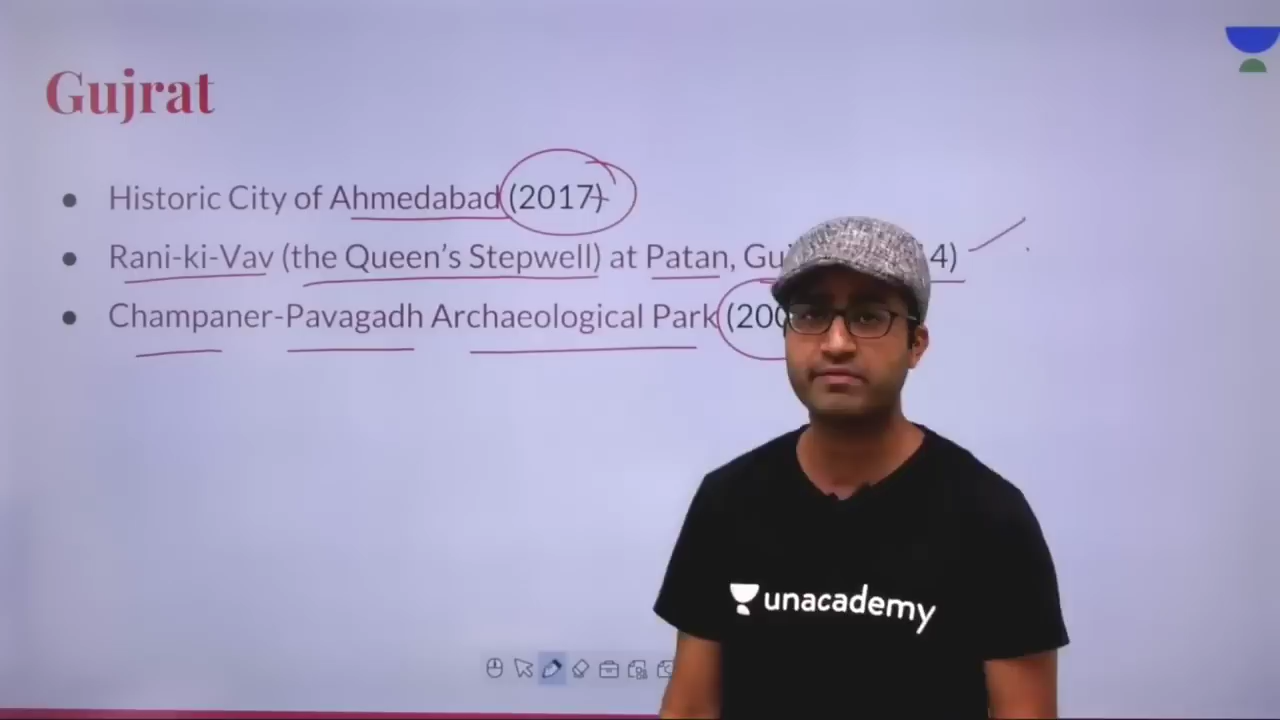 Gujrat
● Historic City of Ahmedabad (2017)
● Rani-ki-Vav (the Queen's Stepwell) at Patan, 4)
● Champaner-Pavagadh Archaeological Park (200
unacademy